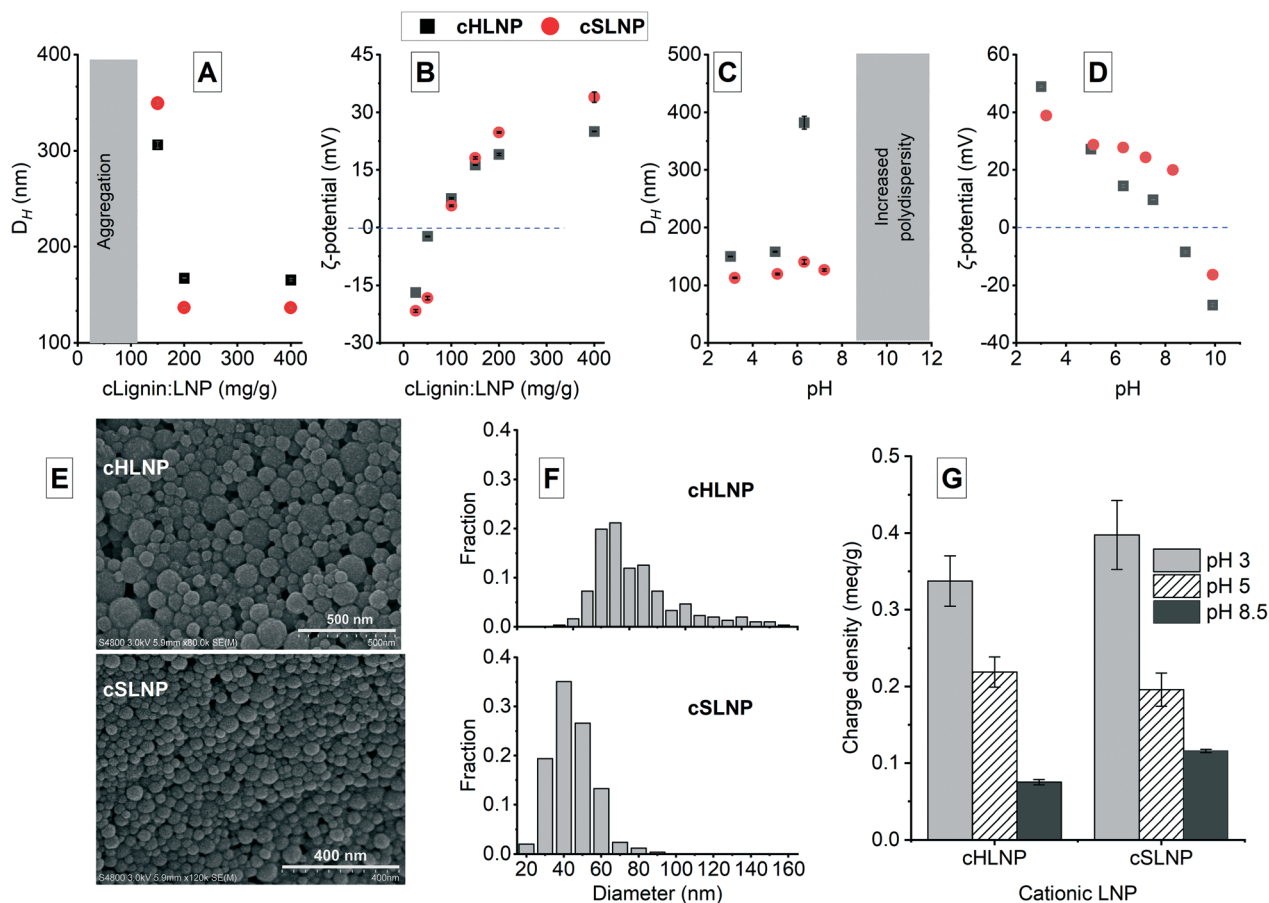 cHLNP cSLNP
A
400
300
200
100
D_H (nm)
Aggregation
0 100 200 300 400
cLignin:LNP (mg/g)
B
45
30
15
0
-15
-30
ζ-potential (mV)
0 100 200 300 400
cLignin:LNP (mg/g)
C
500
400
300
200
100
0
D_H (nm)
Increased
polydispersity
2 4 6 8 10 12
pH
D
60
40
20
0
-20
-40
ζ-potential (mV)
2 4 6 8 10
pH
E
cHLNP
500 nm
S4800 3.0kV 5.9mm x80.0k SE(M) 500nm
cSLNP
400 nm
S4800 3.0kV 5.9mm x120k SE(M) 400nm
F
0.4
0.3
0.2
0.1
0.0
Fraction
cHLNP
0.4
0.3
0.2
0.1
0.0
Fraction
cSLNP
20 40 60 80 100 120 140 160
Diameter (nm)
G
0.5
0.4
0.3
0.2
0.1
0.0
Charge density (meq/g)
pH 3
pH 5
pH 8.5
cHLNP cSLNP
Cationic LNP